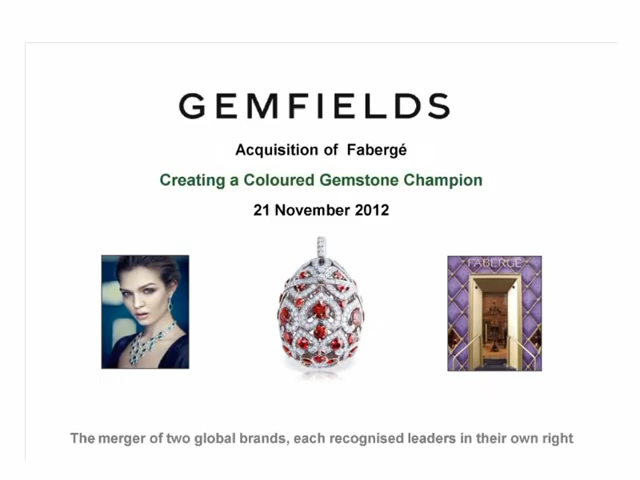 GEMFIELDS
Acquisition of Fabergé
Creating a Coloured Gemstone Champion
21 November 2012
FABERGÉ
The merger of two global brands, each recognised leaders in their own right